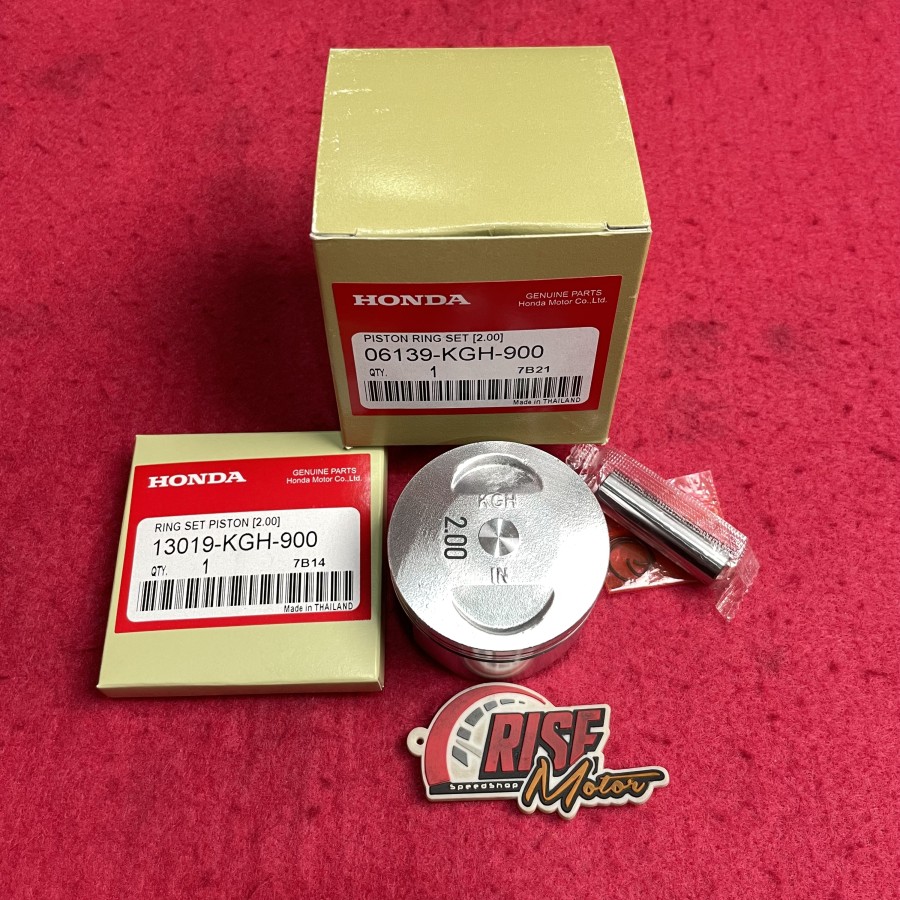 HONDA
GENUINE PARTS
Honda Motor Co.,Ltd.
PISTON RING SET [2.00]
06139-KGH-900
QTY. 1 7B21
Made in THAILAND
HONDA
GENUINE PARTS
Honda Motor Co.,Ltd.
RING SET PISTON [2.00]
13019-KGH-900
QTY. 1 7B14
Made in THAILAND
KGH
2.00
IN
RISE
SpeedShop
Motor